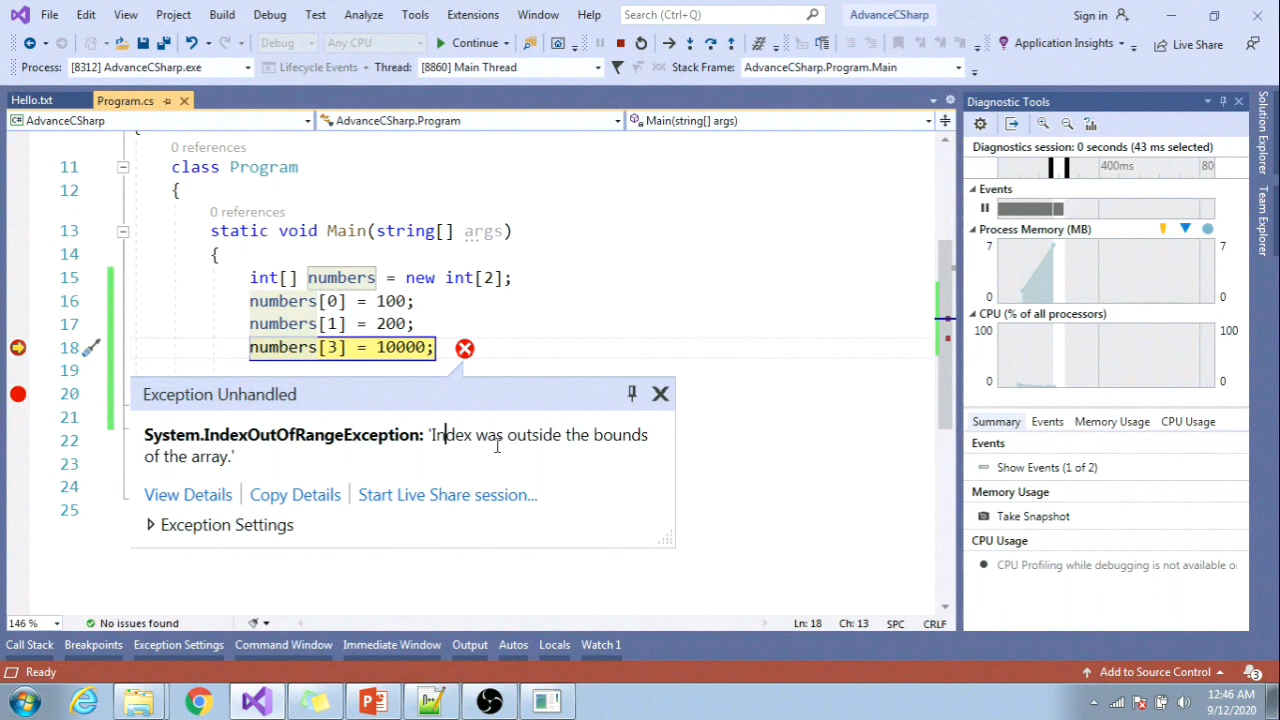 File Edit View Project Build Debug Test Analyze Tools Extensions Window Help Search (Ctrl+Q) AdvanceCSharp Sign in
Debug Any CPU Continue Application Insights Live Share
Process: [8312] AdvanceCSharp.exe Lifecycle Events Thread: [8860] Main Thread Stack Frame: AdvanceCSharp.Program.Main
Hello.txt Program.cs
AdvanceCSharp AdvanceCSharp.Program Main(string[] args)
{
0 references
11 class Program
12 {
0 references
13 static void Main(string[] args)
14 {
15 int[] numbers = new int[2];
16 numbers[0] = 100;
17 numbers[1] = 200;
18 numbers[3] = 10000;
19
20
21
22
23
24
25
Exception Unhandled
System.IndexOutOfRangeException: 'Index was outside the bounds
of the array.'
View Details Copy Details Start Live Share session...
Exception Settings
146 % No issues found Ln: 18 Ch: 13 SPC CRLF
Diagnostic Tools
Diagnostics session: 0 seconds (43 ms selected)
400ms 80
Events
Process Memory (MB)
7 7
0 0
CPU (% of all processors)
100 100
0 0
Summary Events Memory Usage CPU Usage
Events
Show Events (1 of 2)
Memory Usage
Take Snapshot
CPU Usage
CPU Profiling while debugging is not available o
Solution Explorer
Team Explorer
Call Stack Breakpoints Exception Settings Command Window Immediate Window Output Autos Locals Watch 1
Ready Add to Source Control 3
12:46 AM
9/12/2020